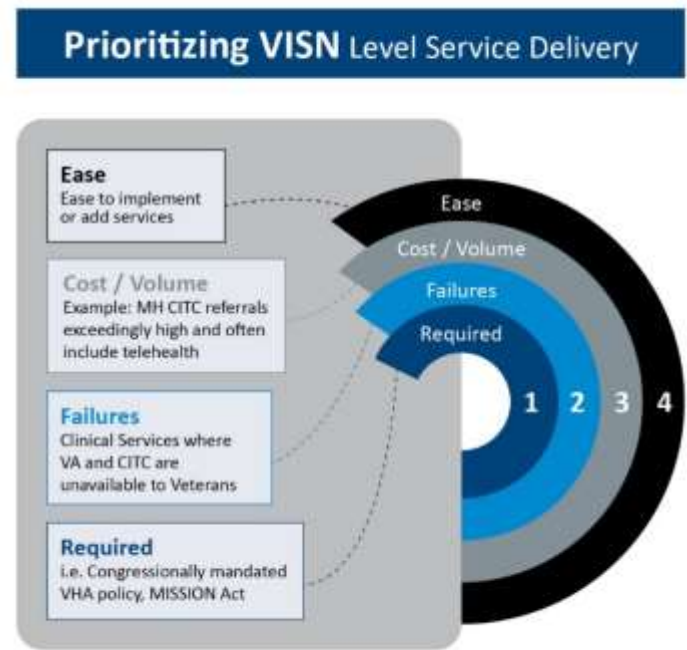 Prioritizing VISN Level Service Delivery
Ease
Ease to implement
or add services
Cost / Volume
Example: MH CITC referrals
exceedingly high and often
include telehealth
Failures
Clinical Services where
VA and CITC are
unavailable to Veterans
Required
i.e. Congressionally mandated
VHA policy, MISSION Act
Ease
Cost / Volume
Failures
Required
1 2 3 4